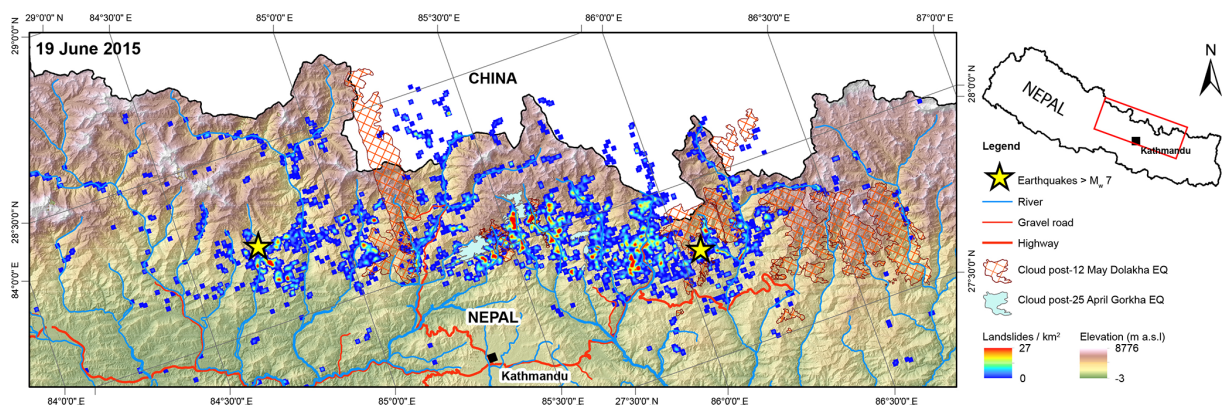 29°0'0" N
84°30'0" E
85°0'0" E
85°30'0" E
86°00'0" E
86°30'0" E
87°0'0" E
29°0'0" N
19 June 2015
CHINA
28°0'0" N
28°30'0" N
84°0'0" E
27°30'0" N
NEPAL
Kathmandu
84°0'0" E
84°30'0" E
85°0'0" E
85°30'0" E
27°30'0" N
86°0'0" E
86°30'0" E
N
NEPAL
Kathmandu
Legend
Earthquakes > Mw 7
River
Gravel road
Highway
Cloud post-12 May Dolakha EQ
Cloud post-25 April Gorkha EQ
Landslides / km²
27
0
Elevation (m a.s.l)
8776
-3